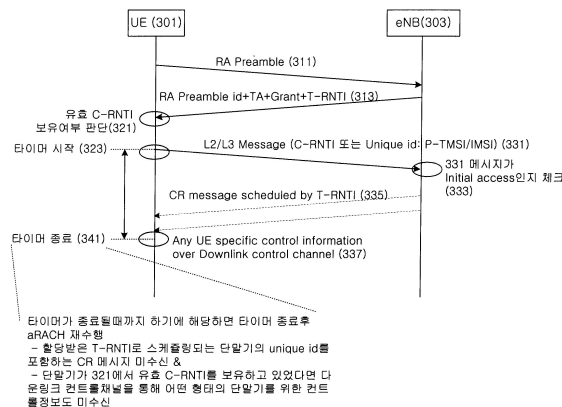 UE (301)
eNB(303)
RA Preamble (311)
RA Preamble id+TA+Grant+T-RNTI (313)
유효 C-RNTI
보유여부 판단(321)
타이머 시작 (323)
L2/L3 Message (C-RNTI 또는 Unique id: P-TMSI/IMSI) (331)
331 메시지가
Initial access인지 체크
(333)
CR message scheduled by T-RNTI (335)
타이머 종료 (341)
Any UE specific control information
over Downlink control channel (337)
타이머가 종료될때까지 하기에 해당하면 타이머 종료후
aRACH 재수행
- 할당받은 T-RNTI로 스케쥴링되는 단말기의 unique id를
포함하는 CR 메시지 미수신 &
- 단말기가 321에서 유효 C-RNTI를 보유하고 있었다면 다
운링크 컨트롤채널을 통해 어떤 형태의 단말기를 위한 컨트
롤정보도 미수신